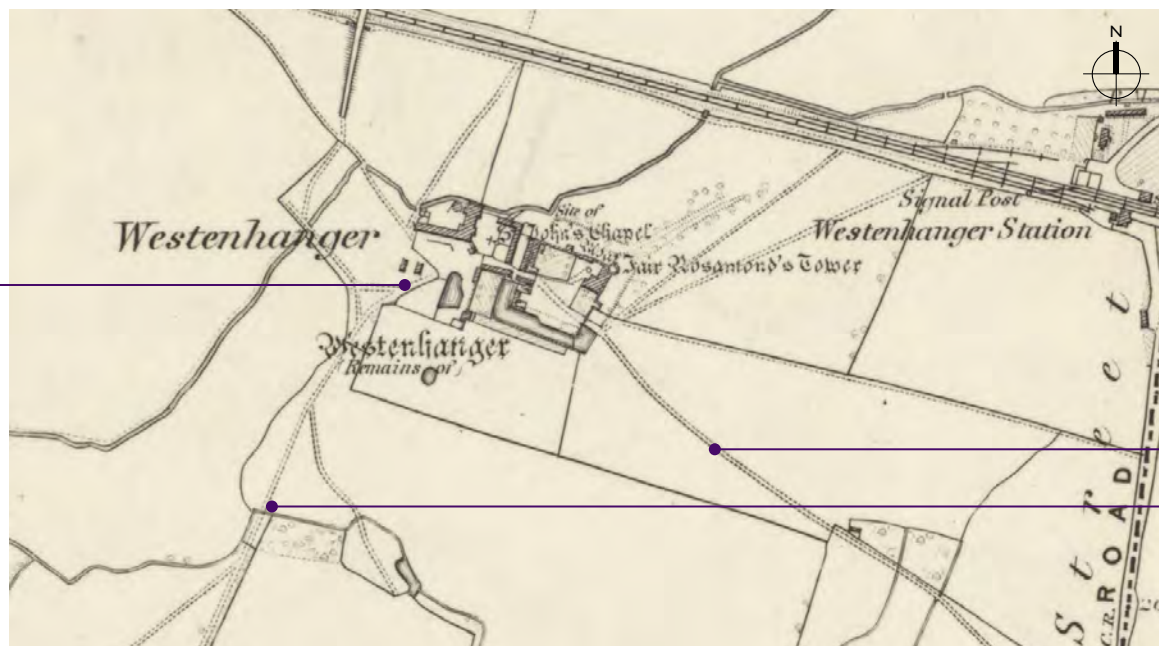 N
Westenhanger
Site of
St. John's Chapel
Fair Rosamond's Tower
Signal Post
Westenhanger Station
Westenhanger
(Remains of)
Street
ROAD
C.R.